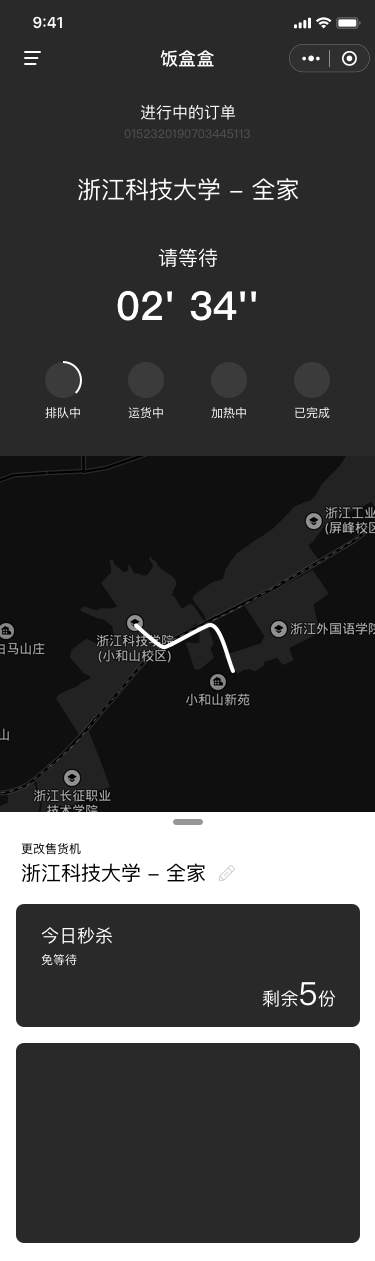 9:41
饭盒盒
进行中的订单
0152320190703445113
浙江科技大学 – 全家
请等待
02' 34''
排队中
运货中
加热中
已完成
浙江工业
(屏峰校区
浙江科技学院
(小和山校区)
浙江外国语学院
白马山庄
小和山新苑
山
浙江长征职业
技术学院
更改售货机
浙江科技大学 – 全家
今日秒杀
免等待
剩余5份